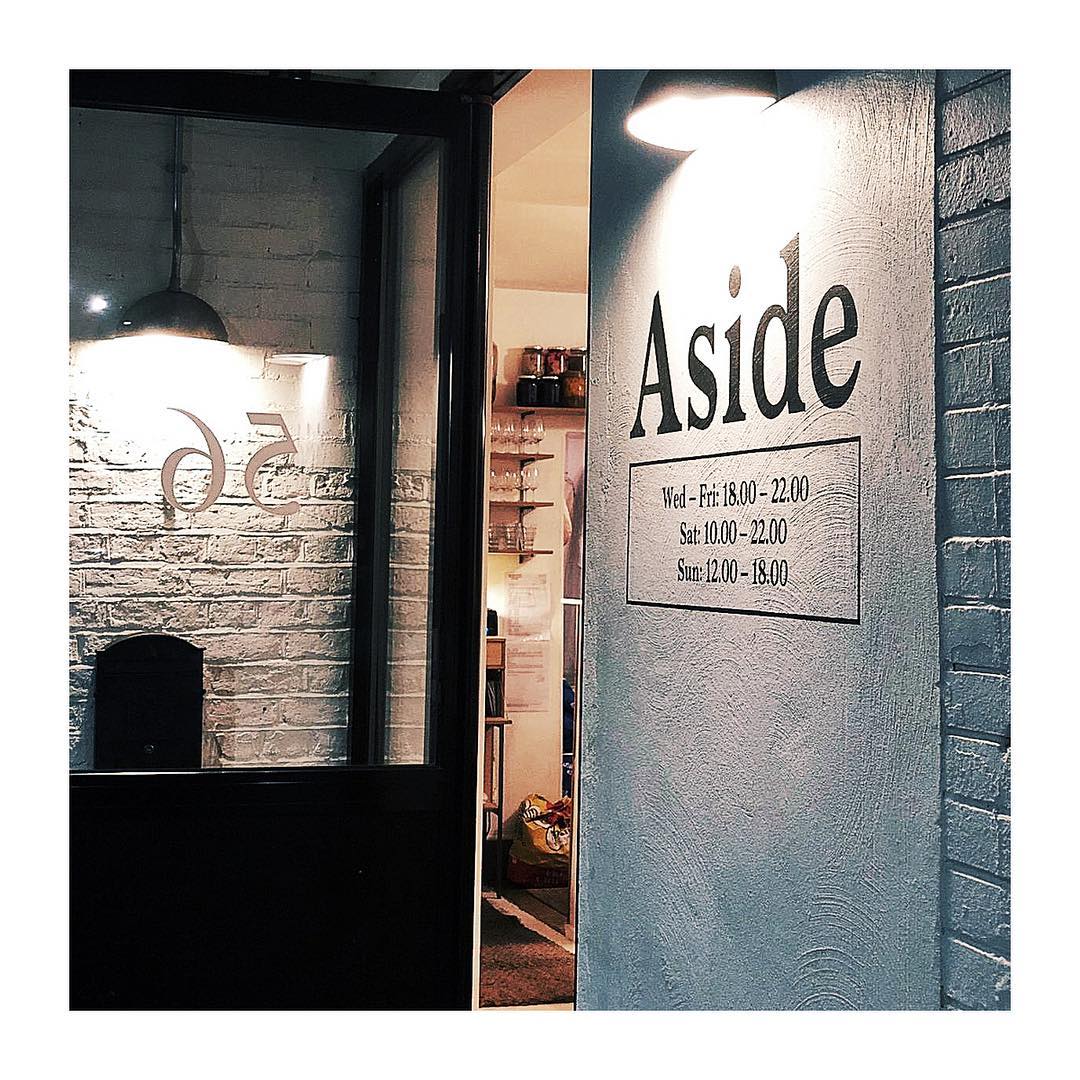 56
Aside
Wed – Fri: 18.00 – 22.00
Sat: 10.00 – 22.00
Sun: 12.00 – 18.00